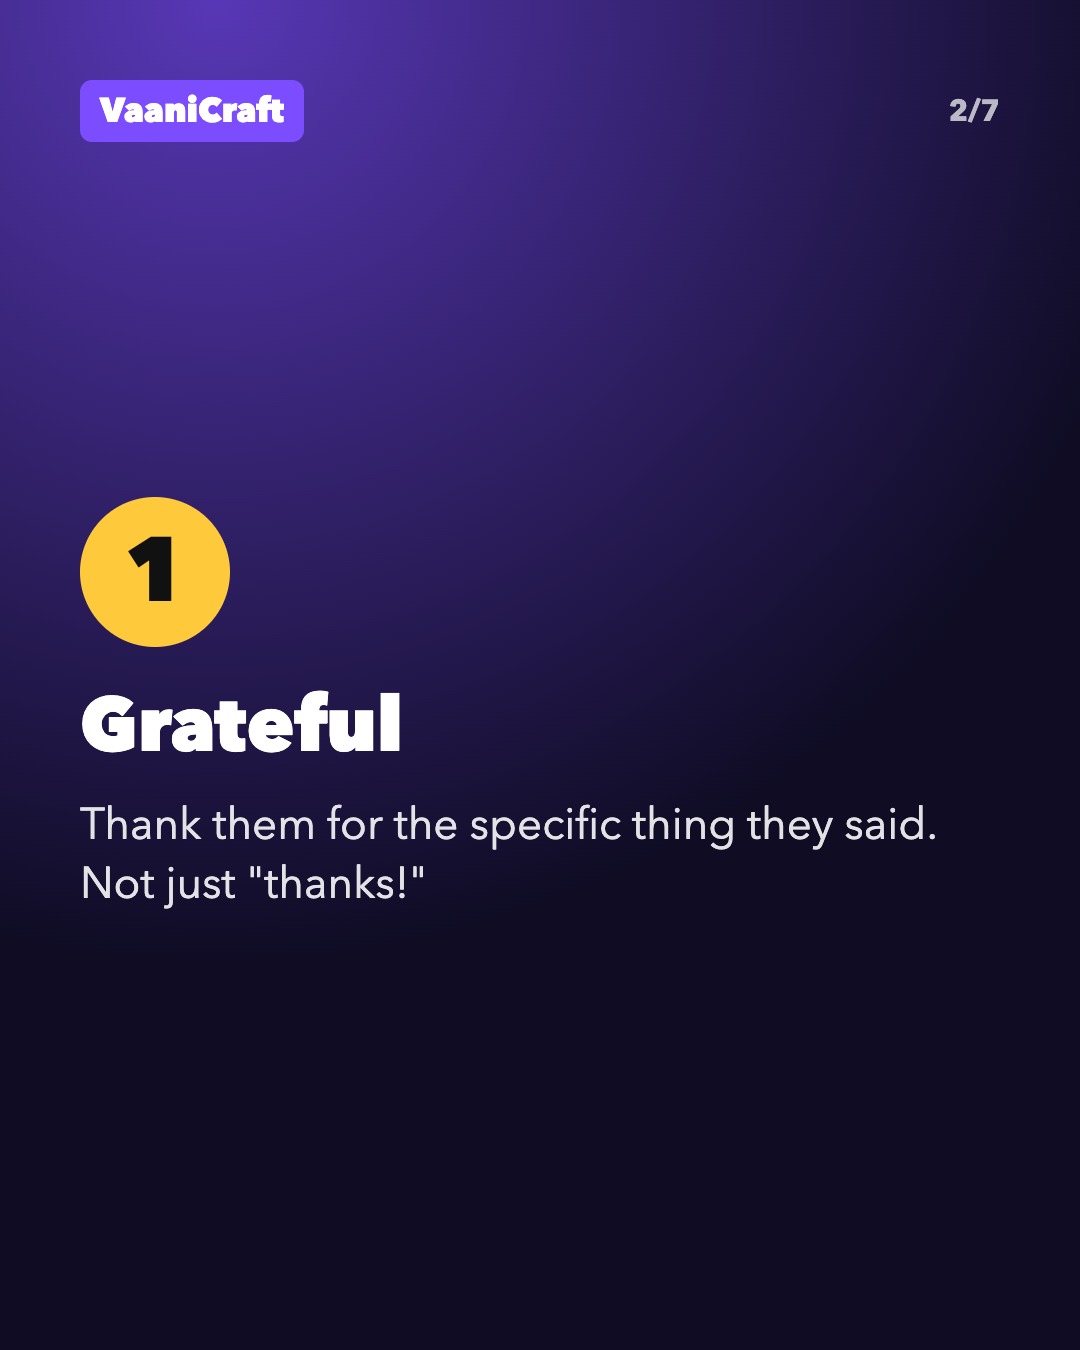 VaaniCraft
2/7
1
Grateful
Thank them for the specific thing they said.
Not just "thanks!"